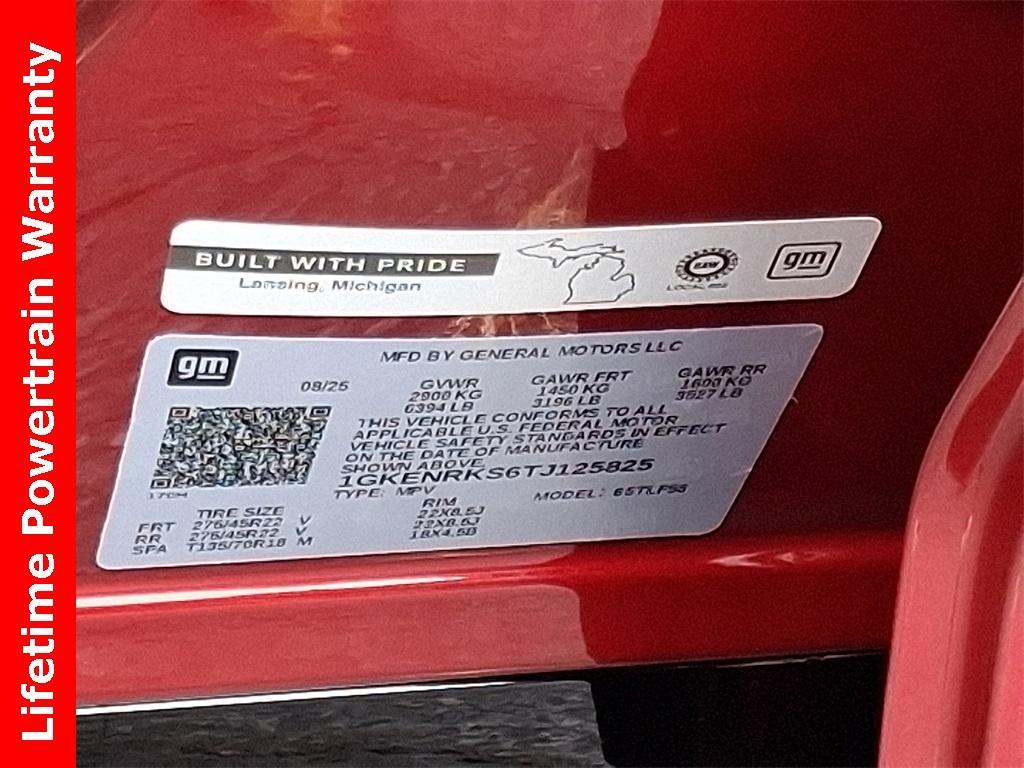 Lifetime Powertrain Warranty
BUILT WITH PRIDE
Lansing, Michigan
UAW
LOCAL
gm
gm
MFD BY GENERAL MOTORS LLC
08/25
GVWR
2900 KG
6394 LB
GAWR FRT
1450 KG
3196 LB
GAWR RR
1600 KG
3527 LB
THIS VEHICLE CONFORMS TO ALL
APPLICABLE U.S. FEDERAL MOTOR
VEHICLE SAFETY STANDARDS IN EFFECT
ON THE DATE OF MANUFACTURE
SHOWN ABOVE.
1GKENRKS6TJ125825
TYPE: MPV
MODEL:
TIRE SIZE
RIM
FRT 275/45R22 V 22X8.5J
RR 275/45R22 V 22X8.5J
SPA T135/70R18 M 18X4.5B